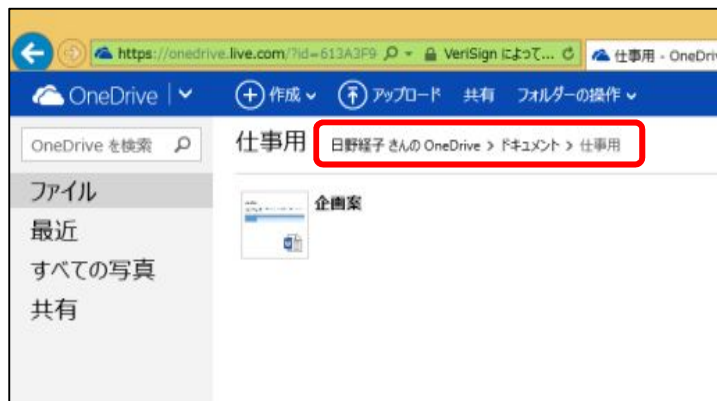 https://onedrive.live.com/?id=613A3F9 VeriSign によって... 仕事用 - OneDri
OneDrive 作成 アップロード 共有 フォルダーの操作
OneDrive を検索
仕事用 日野経子 さんの OneDrive > ドキュメント > 仕事用
ファイル
企画案
最近
すべての写真
共有